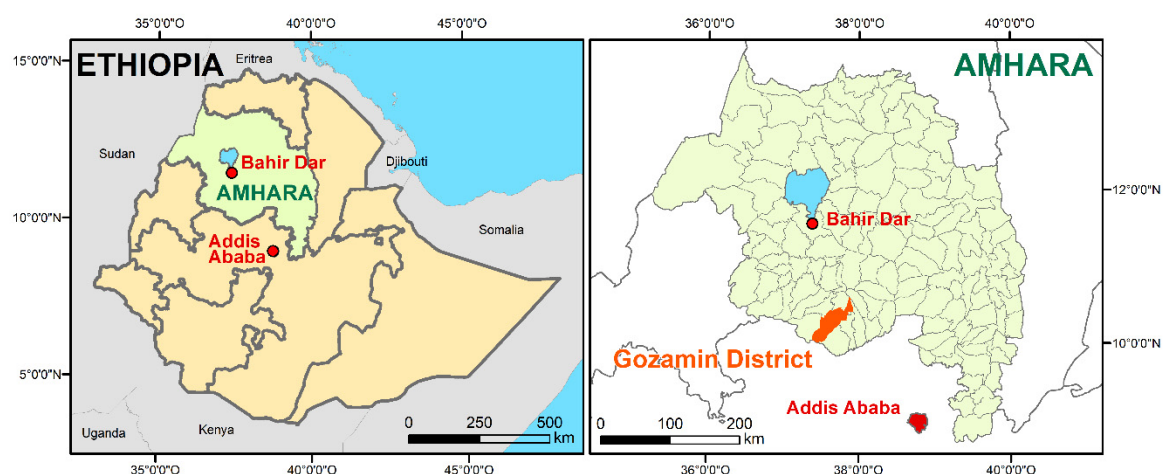 35°0'0"E
40°0'0"E
45°0'0"E
15°0'0"N
10°0'0"N
5°0'0"N
ETHIOPIA
Eritrea
Sudan
Djibouti
Somalia
Bahir Dar
AMHARA
Addis
Ababa
Uganda
Kenya
0 250 500
km
35°0'0"E
40°0'0"E
45°0'0"E
36°0'0"E
38°0'0"E
40°0'0"E
AMHARA
12°0'0"N
10°0'0"N
Bahir Dar
Gozamin District
Addis Ababa
0 100 200
km
36°0'0"E
38°0'0"E
40°0'0"E